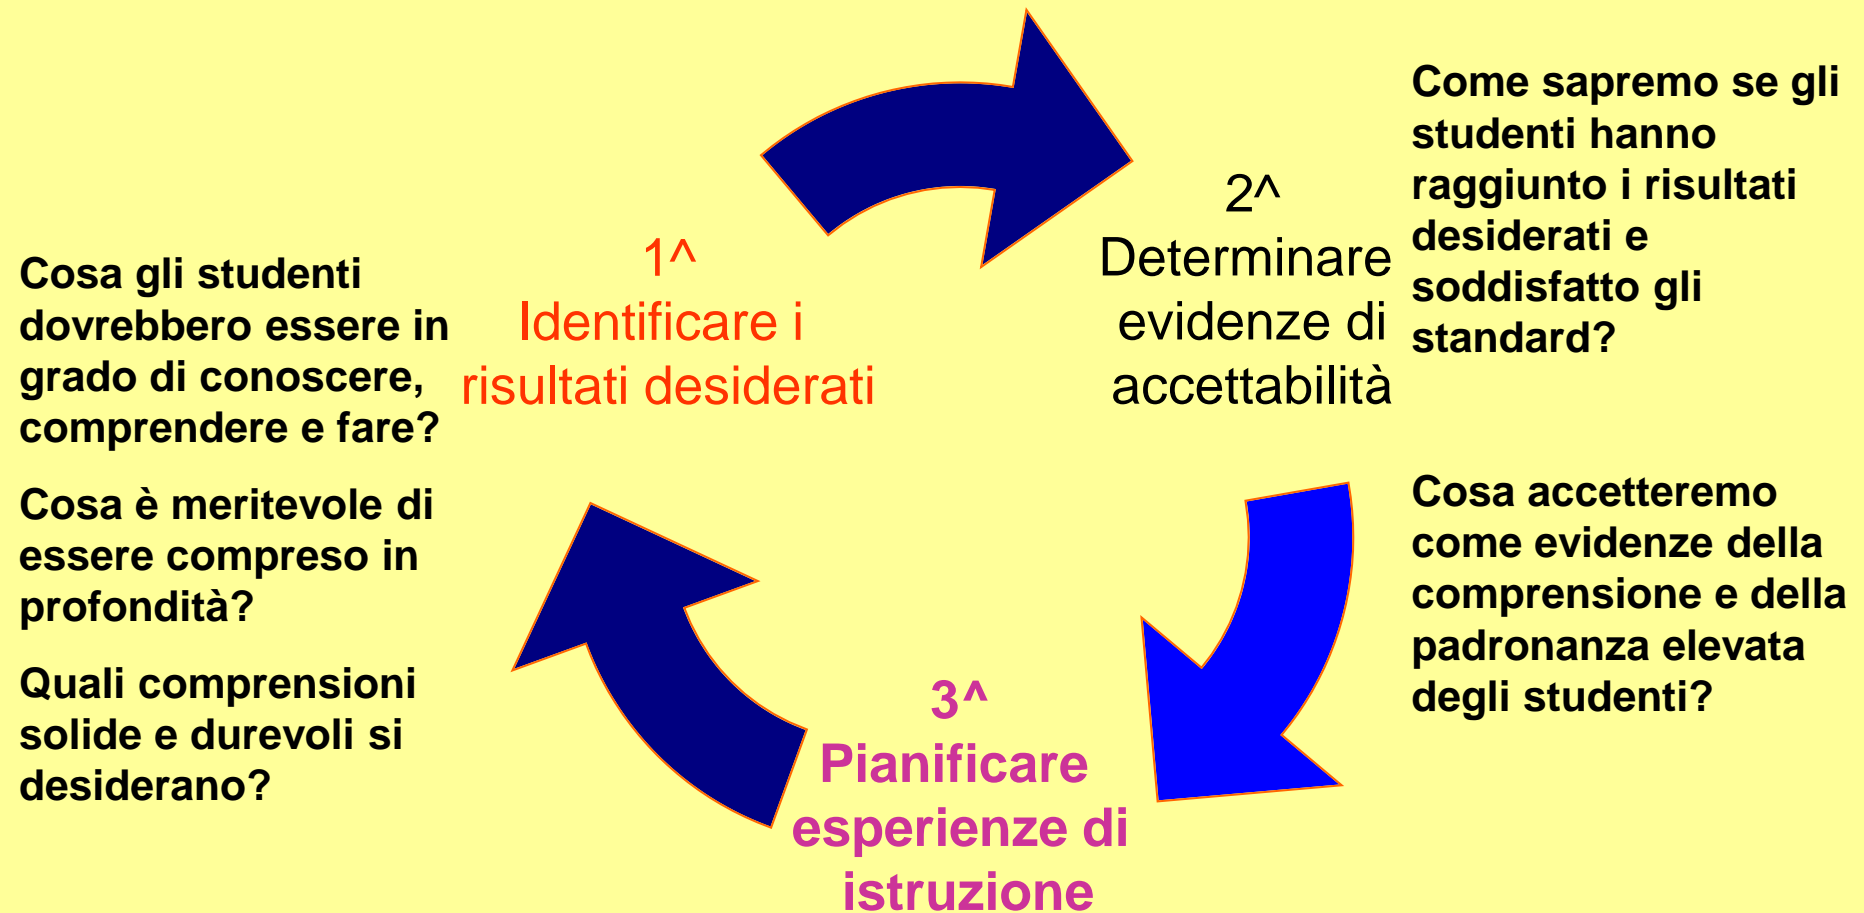 Cosa gli studenti
dovrebbero essere in
grado di conoscere,
comprendere e fare?
Cosa è meritevole di
essere compreso in
profondità?
Quali comprensioni
solide e durevoli si
desiderano?
1^
Identificare i
risultati desiderati
2^
Determinare
evidenze di
accettabilità
Come sapremo se gli
studenti hanno
raggiunto i risultati
desiderati e
soddisfatto gli
standard?
Cosa accetteremo
come evidenze della
comprensione e della
padronanza elevata
degli studenti?
3^
Pianificare
esperienze di
istruzione